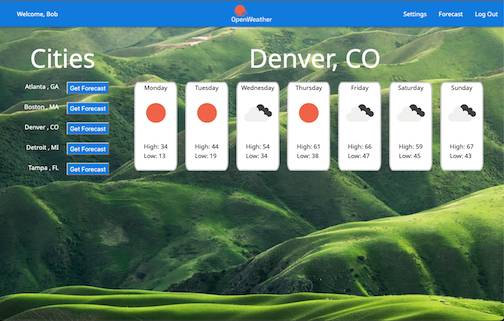 Welcome, Bob
OpenWeather
Settings
Forecast
Log Out
Cities
Denver, CO
Atlanta , GA
Get Forecast
Boston , MA
Get Forecast
Denver , CO
Get Forecast
Detroit , MI
Get Forecast
Tampa , FL
Get Forecast
Monday
High: 34
Low: 13
Tuesday
High: 44
Low: 19
Wednesday
High: 54
Low: 34
Thursday
High: 61
Low: 38
Friday
High: 66
Low: 47
Saturday
High: 59
Low: 45
Sunday
High: 67
Low: 43